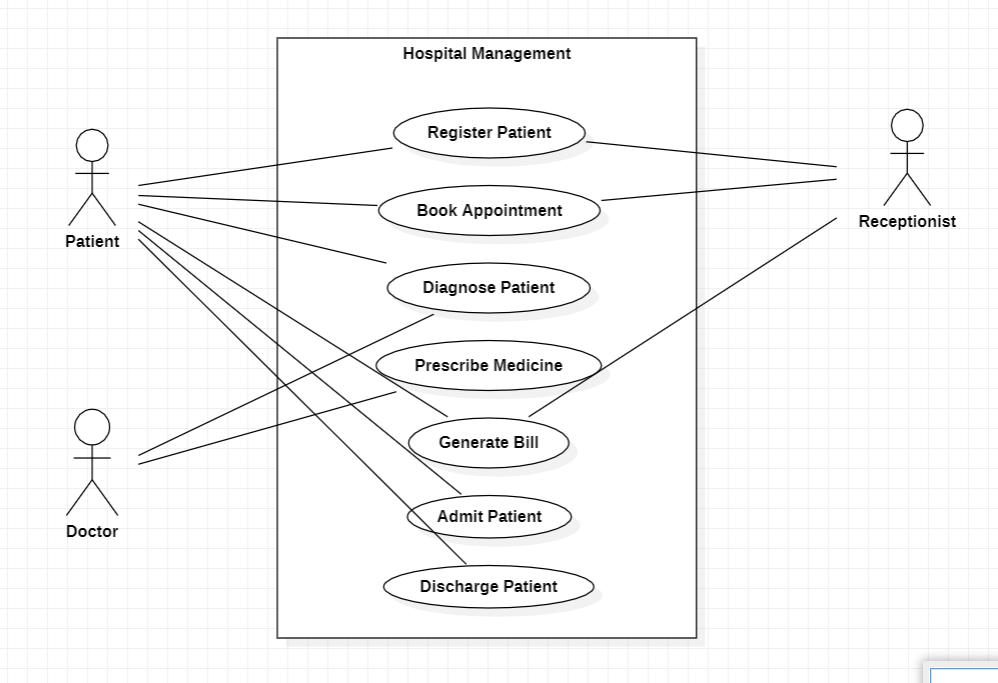 Hospital Management
Register Patient
Book Appointment
Patient
Receptionist
Diagnose Patient
Prescribe Medicine
Generate Bill
Admit Patient
Doctor
Discharge Patient